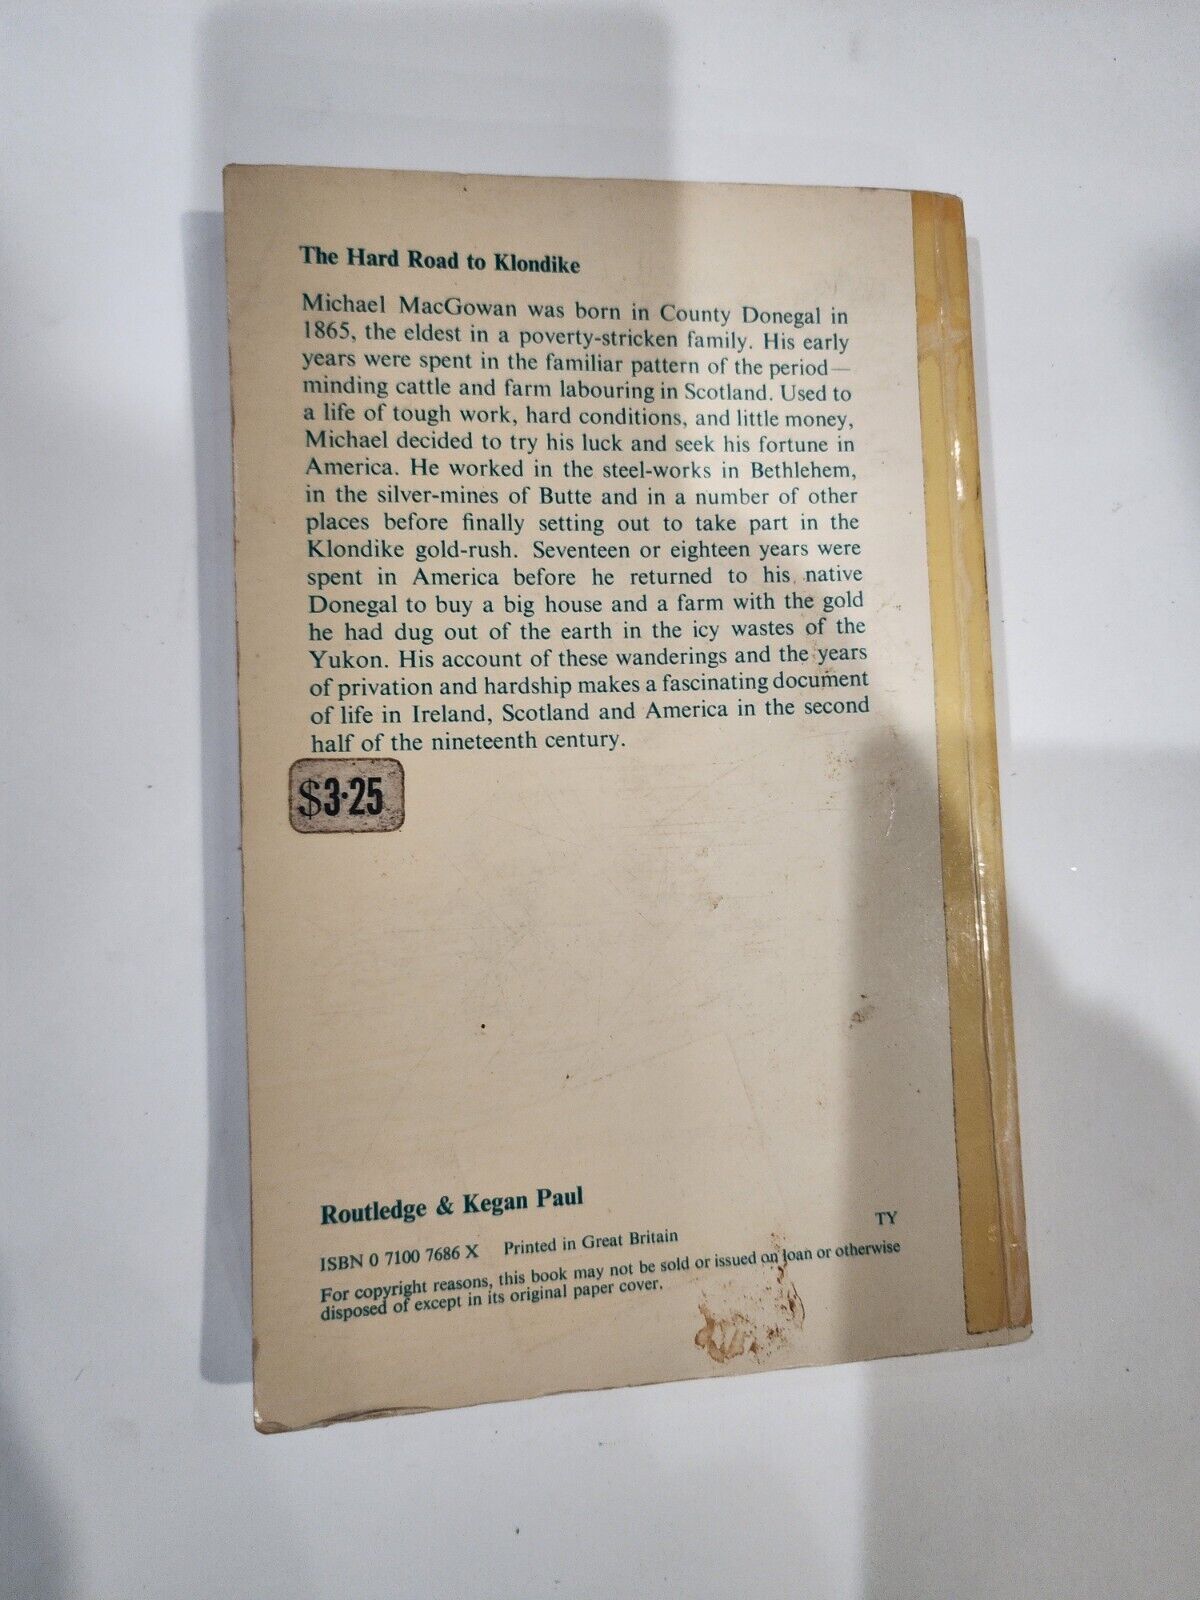 The Hard Road to Klondike
Michael MacGowan was born in County Donegal in
1865, the eldest in a poverty-stricken family. His early
years were spent in the familiar pattern of the period—
minding cattle and farm labouring in Scotland. Used to
a life of tough work, hard conditions, and little money,
Michael decided to try his luck and seek his fortune in
America. He worked in the steel-works in Bethlehem,
in the silver-mines of Butte and in a number of other
places before finally setting out to take part in the
Klondike gold-rush. Seventeen or eighteen years were
spent in America before he returned to his native
Donegal to buy a big house and a farm with the gold
he had dug out of the earth in the icy wastes of the
Yukon. His account of these wanderings and the years
of privation and hardship makes a fascinating document
of life in Ireland, Scotland and America in the second
half of the nineteenth century.
$3·25
Routledge & Kegan Paul
TY
ISBN 0 7100 7686 X Printed in Great Britain
For copyright reasons, this book may not be sold or issued on loan or otherwise
disposed of except in its original paper cover.